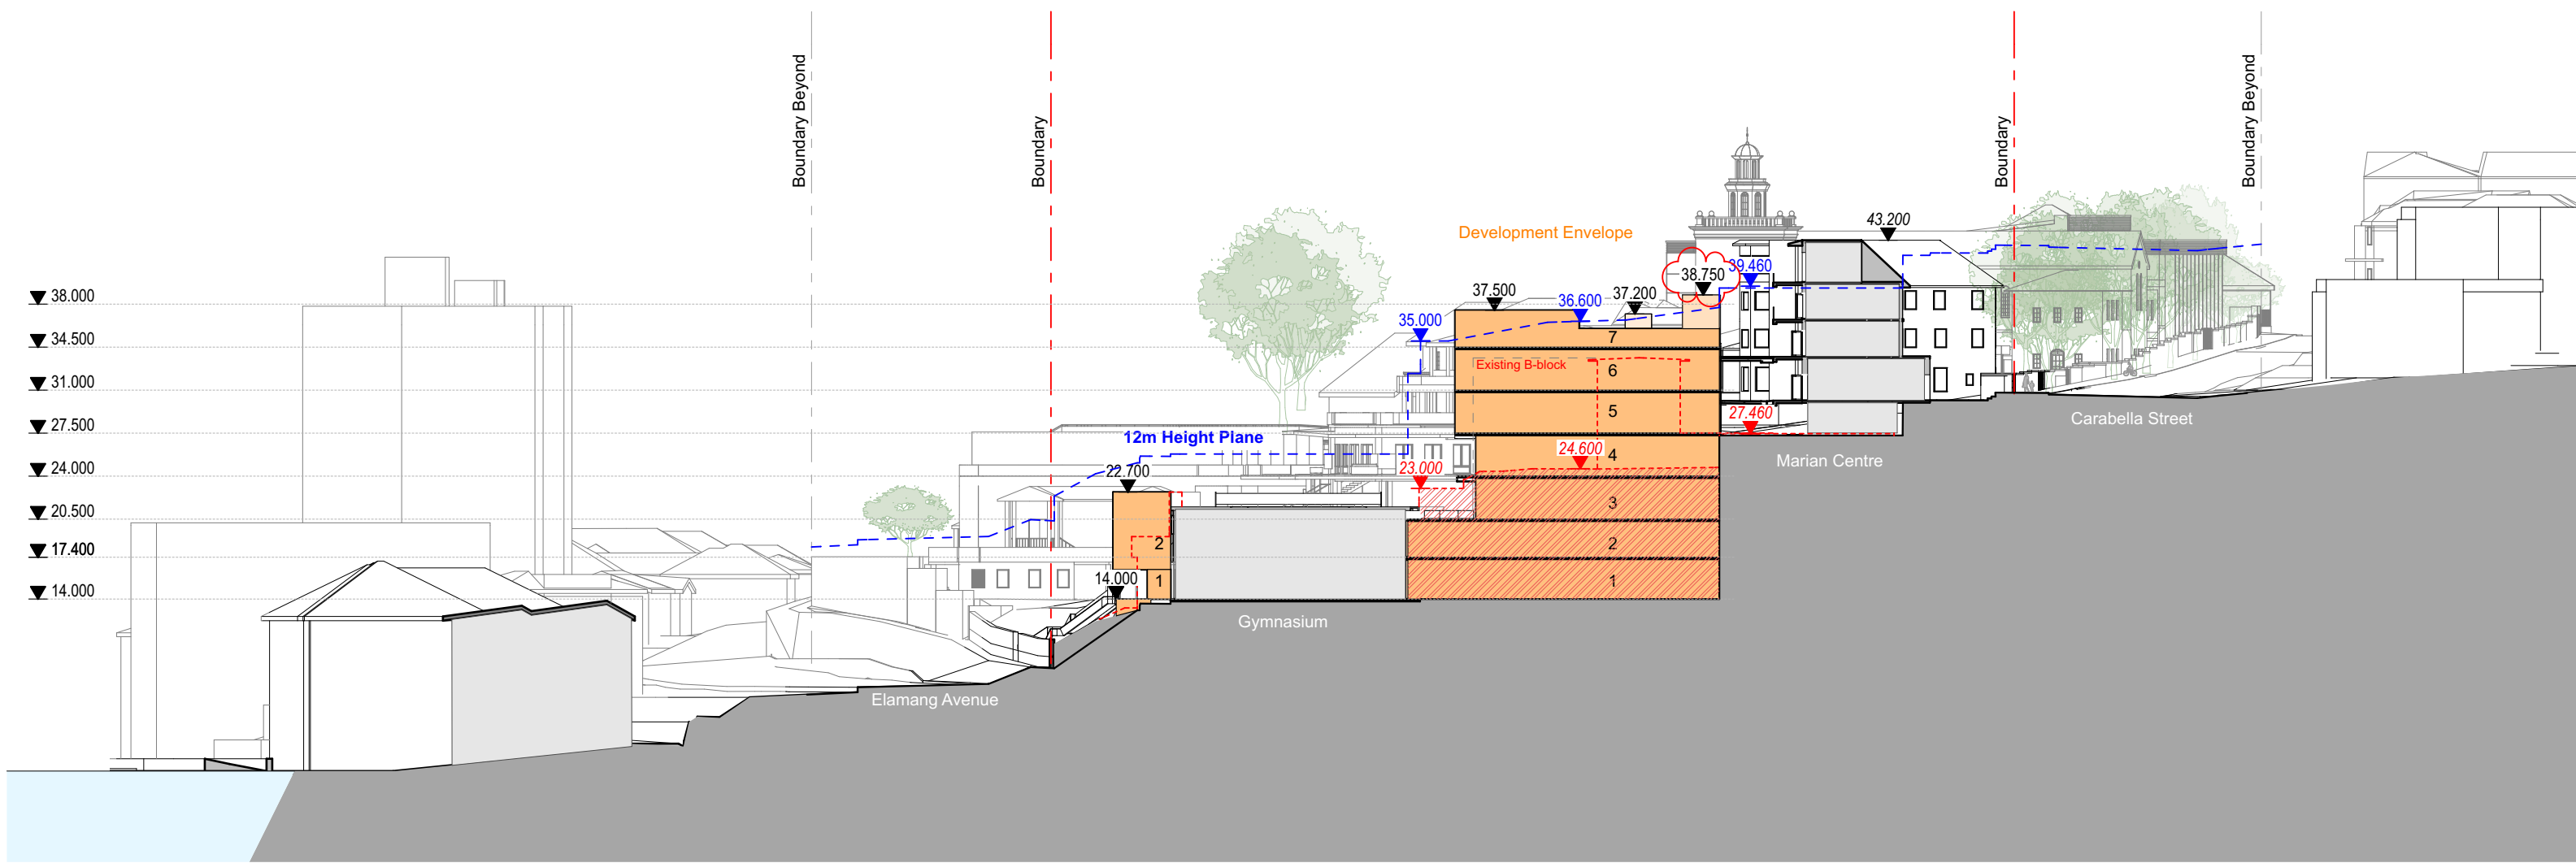 Boundary Beyond
Boundary
Boundary
Boundary Beyond
Development Envelope
43.200
38.750
39.460
37.500
36.600
37.200
35.000
38.000
34.500
31.000
27.500
24.000
20.500
17.400
14.000
7
Existing B-block
6
5
27.460
12m Height Plane
Carabella Street
24.600
4
Marian Centre
23.000
22.700
3
2
2
14.000
1
1
Gymnasium
Elamang Avenue